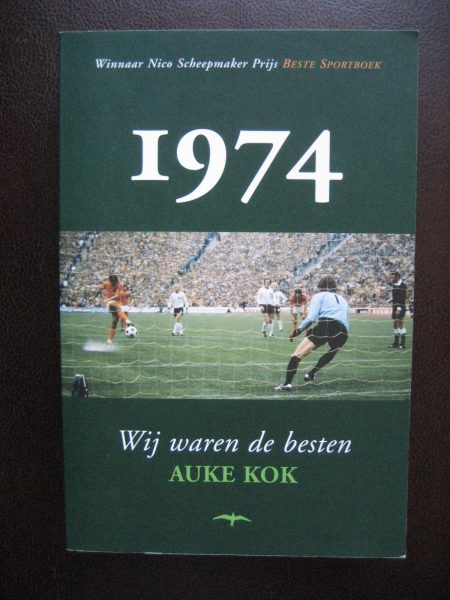 Winnaar Nico Scheepmaker Prijs BESTE SPORTBOEK
1974
Wij waren de besten
AUKE KOK